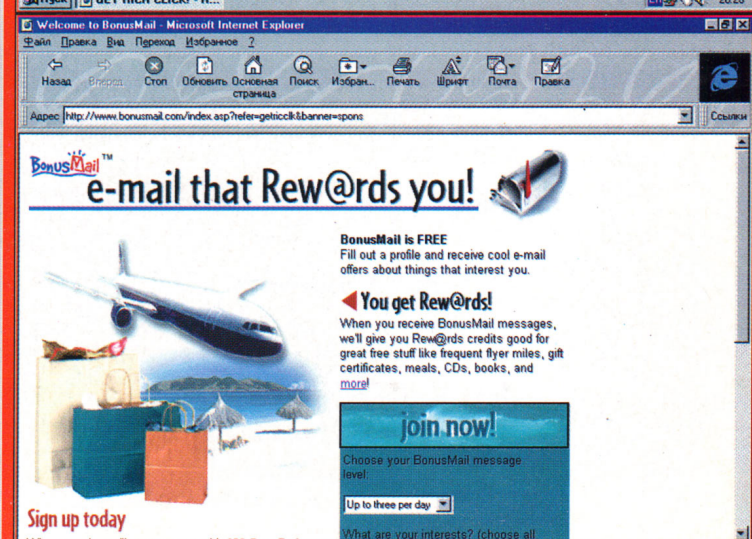 GET RICH CLICK! - H...
Welcome to BonusMail - Microsoft Internet Explorer
Файл Правка Вид Переход Избранное ?
Назад Вперед Стоп Обновить Основная страница Поиск Избран... Печать Шрифт Почта Правка
Адрес http://www.bonusmail.com/index.asp?refer=getricclk&banner=spons Ссылки
BonusMail™
e-mail that Rew@rds you!
BonusMail is FREE
Fill out a profile and receive cool e-mail
offers about things that interest you.
You get Rew@rds!
When you receive BonusMail messages,
we'll give you Rew@rds credits good for
great free stuff like frequent flyer miles, gift
certificates, meals, CDs, books, and
more!
join now!
Choose your BonusMail message
level:
Up to three per day
What are your interests? (choose all
Sign up today